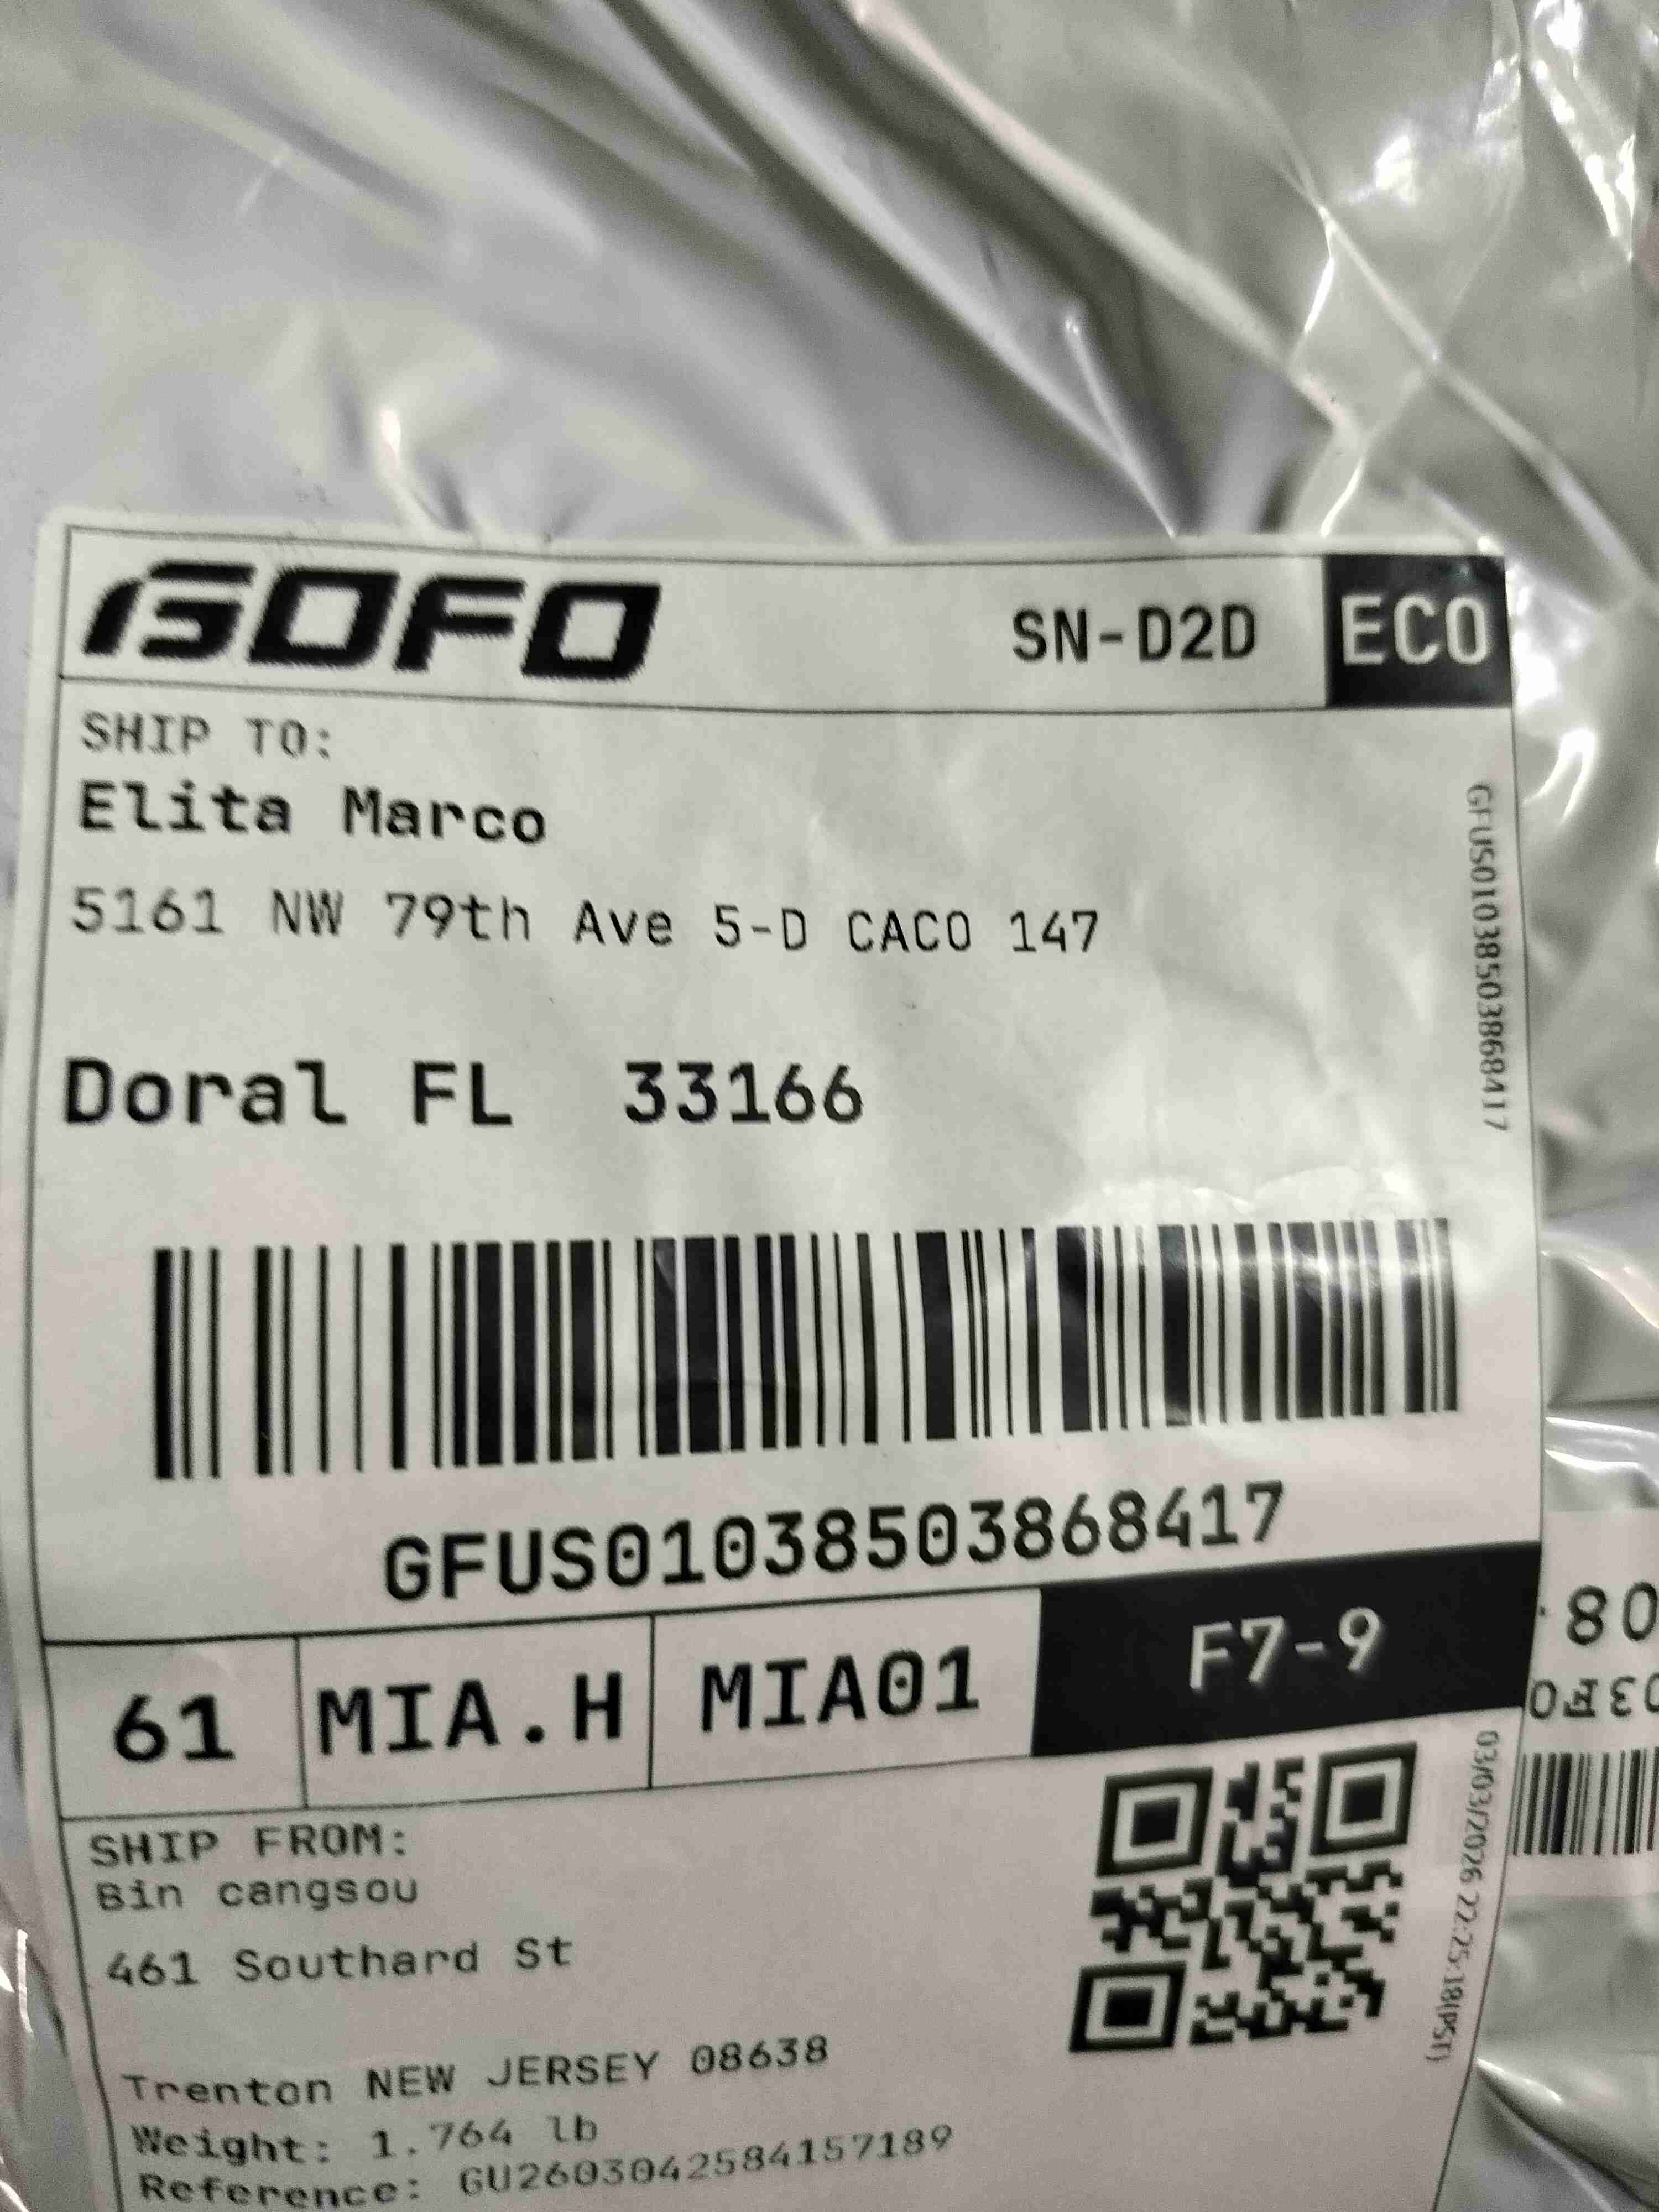 GOFO SN-D2D ECO
SHIP TO:
Elita Marco
5161 NW 79th Ave 5-D CACO 147
Doral FL 33166
GFUS01038503868417
GFUS01038503868417
61 MIA.H MIA01 F7-9
SHIP FROM:
Bin cangsou
461 Southard St
Trenton NEW JERSEY 08638
Weight: 1.764 lb
Reference: GU2603042584157189
03/03/2026 22:25:18(PST)